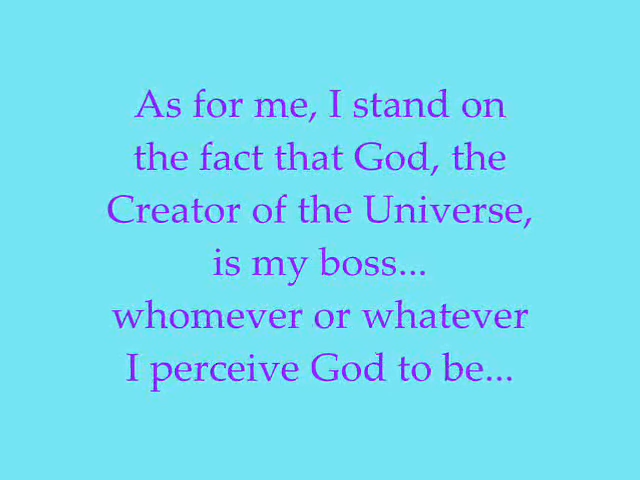 As for me, I stand on
the fact that God, the
Creator of the Universe,
is my boss...
whomever or whatever
I perceive God to be...